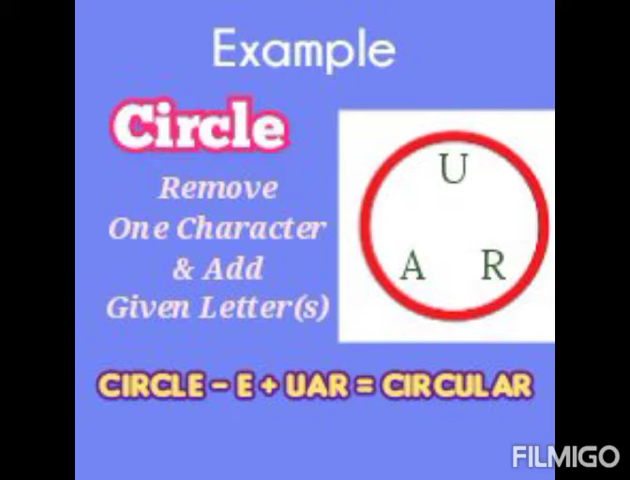 Example
Circle
Remove
One Character
& Add
Given Letter(s)
U
A R
CIRCLE - E + UAR = CIRCULAR
FILMIGO